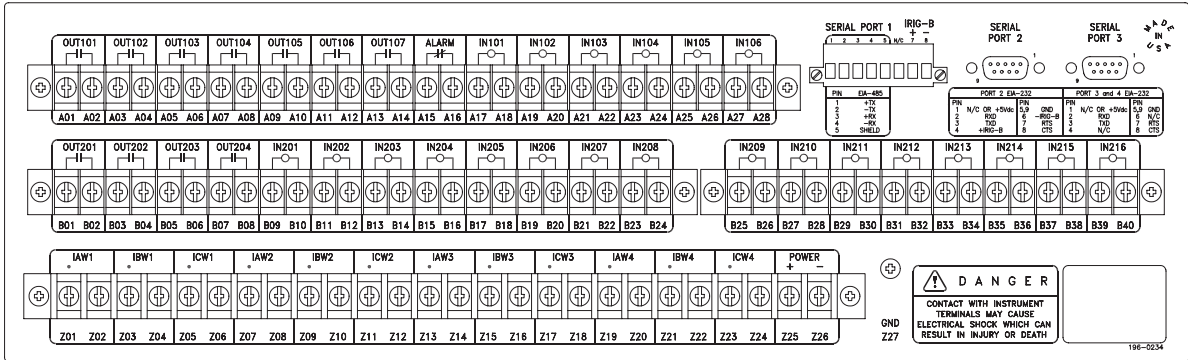 OUT101 OUT102 OUT103 OUT104 OUT105 OUT106 OUT107 ALARM IN101 IN102 IN103 IN104 IN105 IN106
A01 A02 A03 A04 A05 A06 A07 A08 A09 A10 A11 A12 A13 A14 A15 A16 A17 A18 A19 A20 A21 A22 A23 A24 A25 A26 A27 A28
SERIAL PORT 1 IRIG-B
+ −
1 2 3 4 5 N/C 7 8
PIN EIA-485
1 +TX
2 -TX
3 +RX
4 -RX
5 SHIELD
SERIAL
PORT 2
1
9
SERIAL
PORT 3
1
9
MADE
IN
USA
PORT 2 EIA-232
PIN PIN
1 N/C OR +5Vdc 5,9 GND
2 RXD 6 -IRIG-B
3 TXD 7 RTS
4 +IRIG-B 8 CTS
PORT 3 and 4 EIA-232
PIN PIN
1 N/C OR +5Vdc 5,9 GND
2 RXD 6 N/C
3 TXD 7 RTS
4 N/C 8 CTS
OUT201 OUT202 OUT203 OUT204 IN201 IN202 IN203 IN204 IN205 IN206 IN207 IN208
B01 B02 B03 B04 B05 B06 B07 B08 B09 B10 B11 B12 B13 B14 B15 B16 B17 B18 B19 B20 B21 B22 B23 B24
IN209 IN210 IN211 IN212 IN213 IN214 IN215 IN216
B25 B26 B27 B28 B29 B30 B31 B32 B33 B34 B35 B36 B37 B38 B39 B40
IAW1 IBW1 ICW1 IAW2 IBW2 ICW2 IAW3 IBW3 ICW3 IAW4 IBW4 ICW4 POWER
+ −
Z01 Z02 Z03 Z04 Z05 Z06 Z07 Z08 Z09 Z10 Z11 Z12 Z13 Z14 Z15 Z16 Z17 Z18 Z19 Z20 Z21 Z22 Z23 Z24 Z25 Z26
GND
Z27
! DANGER
CONTACT WITH INSTRUMENT
TERMINALS MAY CAUSE
ELECTRICAL SHOCK WHICH CAN
RESULT IN INJURY OR DEATH
196-0234